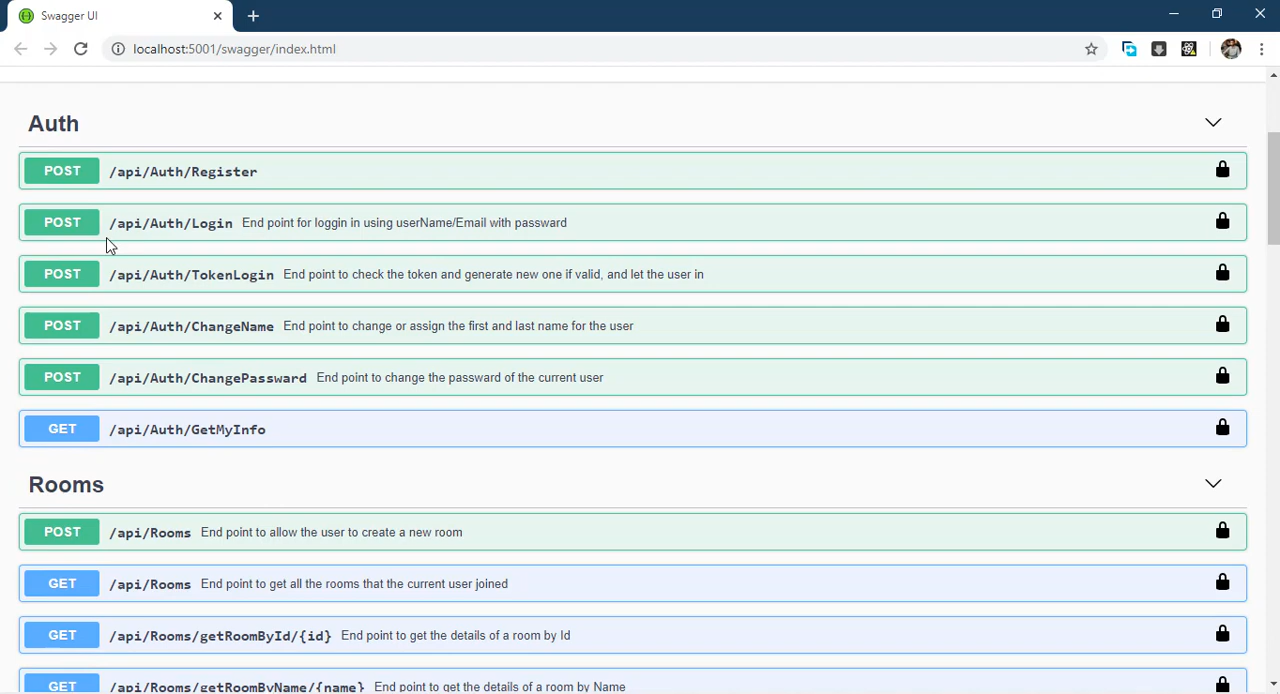 Swagger UI
localhost:5001/swagger/index.html
Auth
POST /api/Auth/Register
POST /api/Auth/Login End point for loggin in using userName/Email with passward
POST /api/Auth/TokenLogin End point to check the token and generate new one if valid, and let the user in
POST /api/Auth/ChangeName End point to change or assign the first and last name for the user
POST /api/Auth/ChangePassward End point to change the password of the current user
GET /api/Auth/GetMyInfo
Rooms
POST /api/Rooms End point to allow the user to create a new room
GET /api/Rooms End point to get all the rooms that the current user joined
GET /api/Rooms/getRoomById/{id} End point to get the details of a room by Id
GET /api/Rooms/getRoomByName/{name} End point to get the details of a room by Name